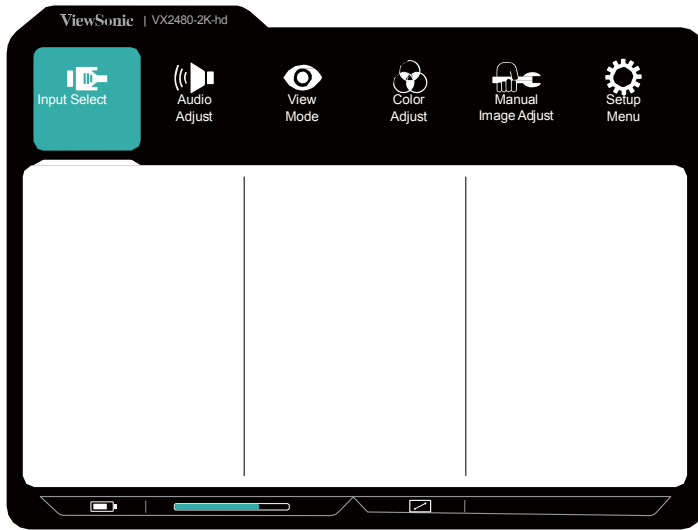 ViewSonic | VX2480-2K-hd
Input Select
Audio
Adjust
View
Mode
Color
Adjust
Manual
Image Adjust
Setup
Menu